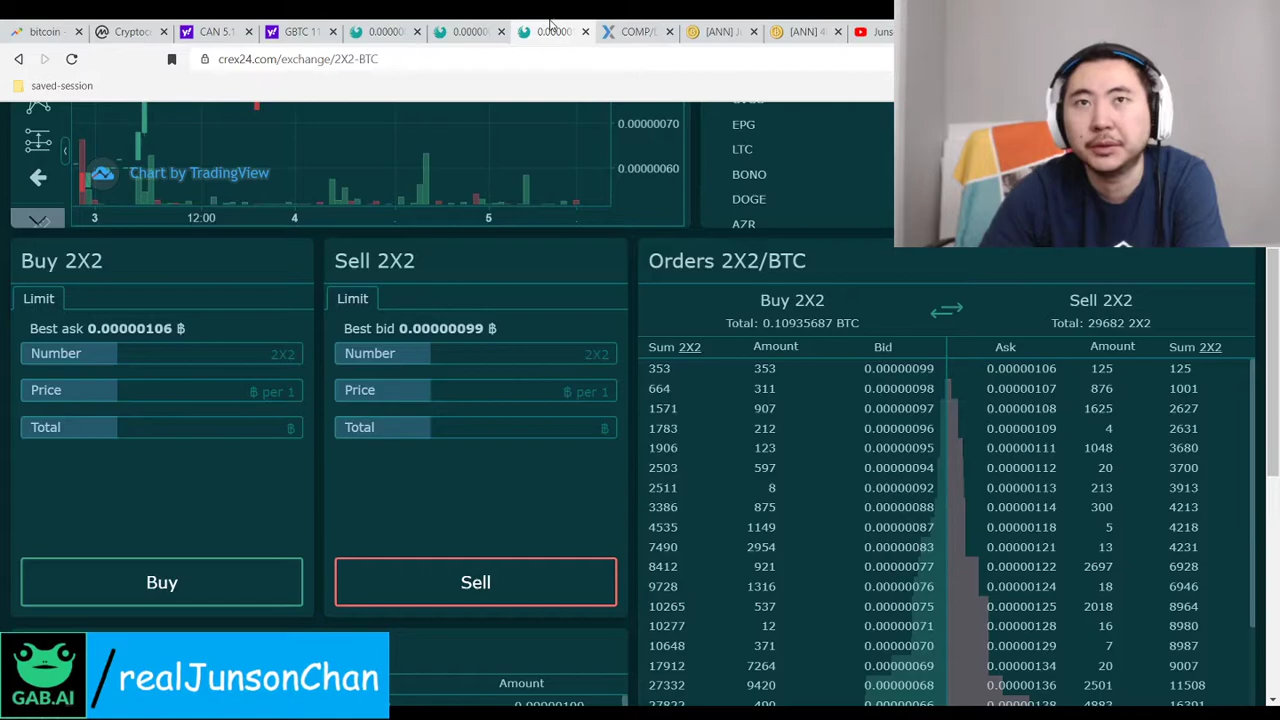 bitcoin -
Cryptoc
CAN 5.1
GBTC 11
0.00000
0.00000
0.00000
COMP/L
[ANN] J
[ANN] 4
Juns
crex24.com/exchange/2X2-BTC
saved-session
0.00000070
0.00000060
Chart by TradingView
3 12:00 4 5
EPG
LTC
BONO
DOGE
AZR
Buy 2X2
Limit
Best ask 0.00000106 ฿
Number 2X2
Price ฿ per 1
Total ฿
Buy
Sell 2X2
Limit
Best bid 0.00000099 ฿
Number 2X2
Price ฿ per 1
Total ฿
Sell
Orders 2X2/BTC
Buy 2X2 Sell 2X2
Total: 0.10935687 BTC Total: 29682 2X2
Sum 2X2 Amount Bid Ask Amount Sum 2X2
353 353 0.00000099 0.00000106 125 125
664 311 0.00000098 0.00000107 876 1001
1571 907 0.00000097 0.00000108 1625 2627
1783 212 0.00000096 0.00000109 4 2631
1906 123 0.00000095 0.00000111 1048 3680
2503 597 0.00000094 0.00000112 20 3700
2511 8 0.00000092 0.00000113 213 3913
3386 875 0.00000088 0.00000114 300 4213
4535 1149 0.00000087 0.00000118 5 4218
7490 2954 0.00000083 0.00000121 13 4231
8412 921 0.00000077 0.00000122 2697 6928
9728 1316 0.00000076 0.00000124 18 6946
10265 537 0.00000075 0.00000125 2018 8964
10277 12 0.00000071 0.00000128 16 8980
10648 371 0.00000070 0.00000129 7 8987
17912 7264 0.00000069 0.00000134 20 9007
27332 9420 0.00000068 0.00000136 2501 11508
Amount
GAB.AI
/realJunsonChan